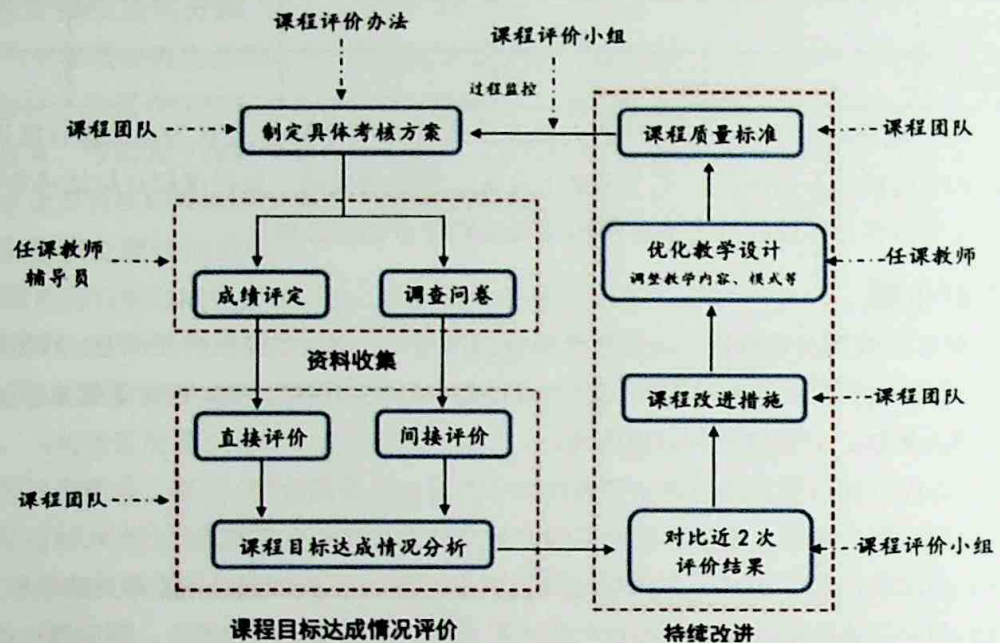 课程评价办法
课程评价小组
过程监控
课程团队
制定具体考核方案
课程质量标准
课程团队
任课教师
辅导员
成绩评定
调查问卷
优化教学设计
调整教学内容、模式等
任课教师
资料收集
直接评价
间接评价
课程改进措施
课程团队
课程团队
课程目标达成情况分析
对比近2次
评价结果
课程评价小组
课程目标达成情况评价
持续改进